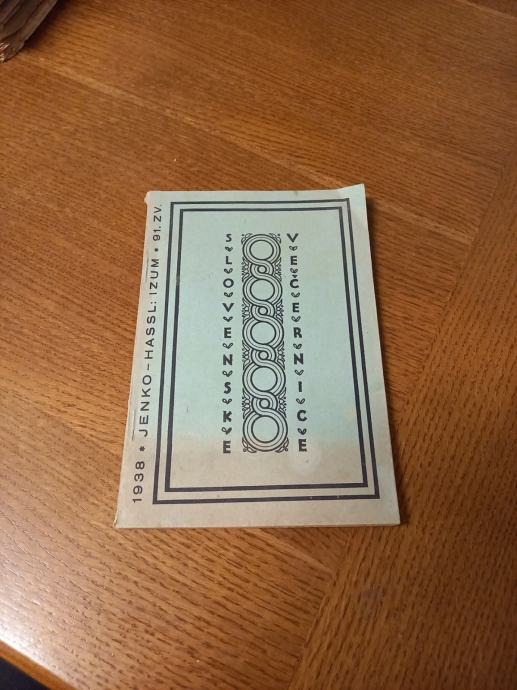 1938 * JENKO - HASSL: IZUM * 91. ZV.
SLOVENSKE
VEČERNICE